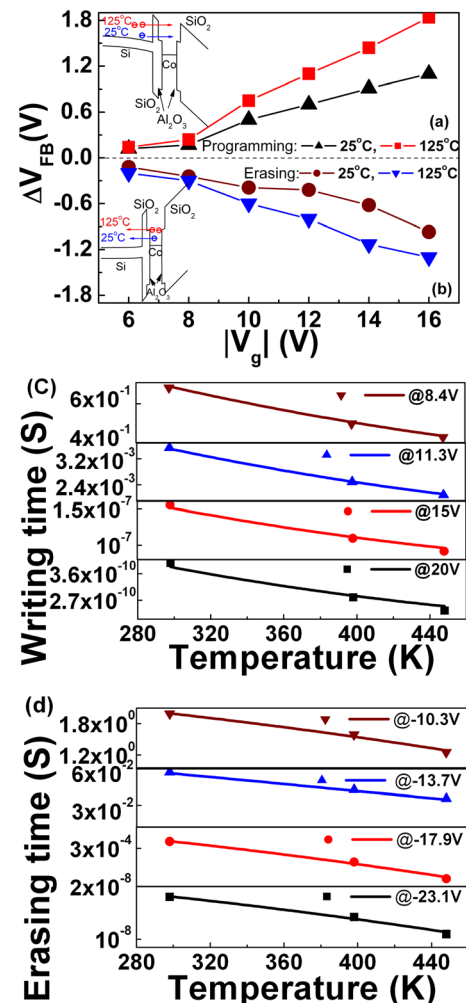 125°C
25°C
SiO2
Si
Co
SiO2
Al2O3
1.8
1.2
0.6
0.0
-0.6
-1.2
-1.8
ΔVFB(V)
(a)
Programming: 25°C, 125°C
Erasing: 25°C, 125°C
125°C
25°C
SiO2
SiO2
Co
Si
Al2O3
(b)
6 8 10 12 14 16
|Vg| (V)
(C)
Writing time (S)
6x10-1
4x10-1
@8.4V
3.2x10-3
2.4x10-3
@11.3V
1.5x10-7
10-7
@15V
3.6x10-10
2.7x10-10
@20V
280 320 360 400 440
Temperature (K)
(d)
Erasing time (S)
1.8x100
1.2x100
@-10.3V
6x10-2
3x10-2
@-13.7V
3x10-4
@-17.9V
2x10-8
10-8
@-23.1V
280 320 360 400 440
Temperature (K)